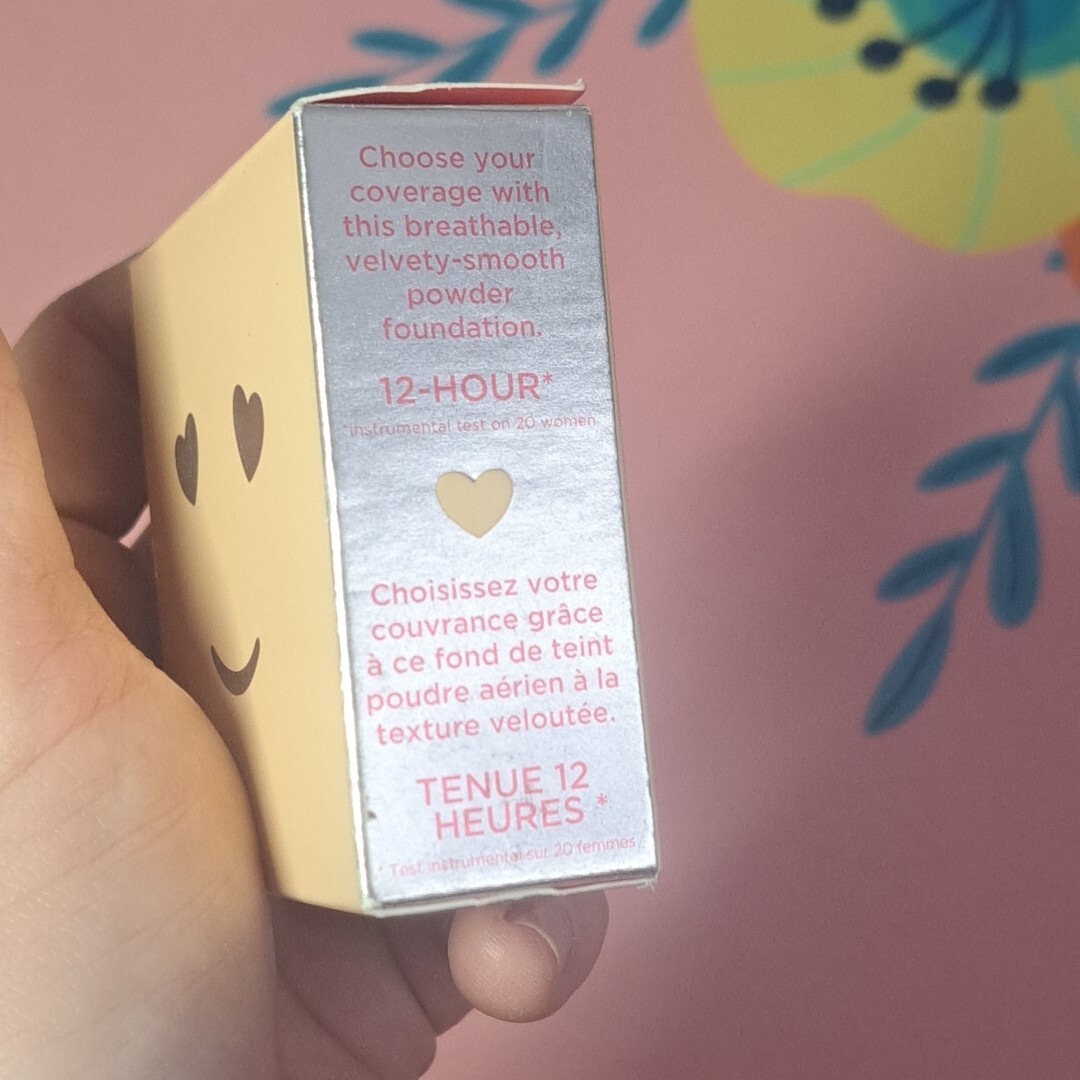 Choose your
coverage with
this breathable,
velvety-smooth
powder
foundation.
12-HOUR*
*instrumental test on 20 women
Choisissez votre
couvrance grâce
à ce fond de teint
poudre aérien à la
texture veloutée.
TENUE 12
HEURES *
* Test instrumental sur 20 femmes